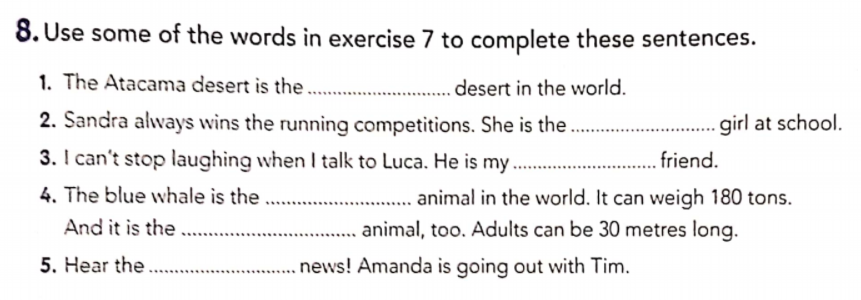 8. Use some of the words in exercise 7 to complete these sentences.
1. The Atacama desert is the ........................... desert in the world.
2. Sandra always wins the running competitions. She is the ........................... girl at school.
3. I can't stop laughing when I talk to Luca. He is my ........................... friend.
4. The blue whale is the ........................... animal in the world. It can weigh 180 tons.
And it is the ................................. animal, too. Adults can be 30 metres long.
5. Hear the ........................... news! Amanda is going out with Tim.